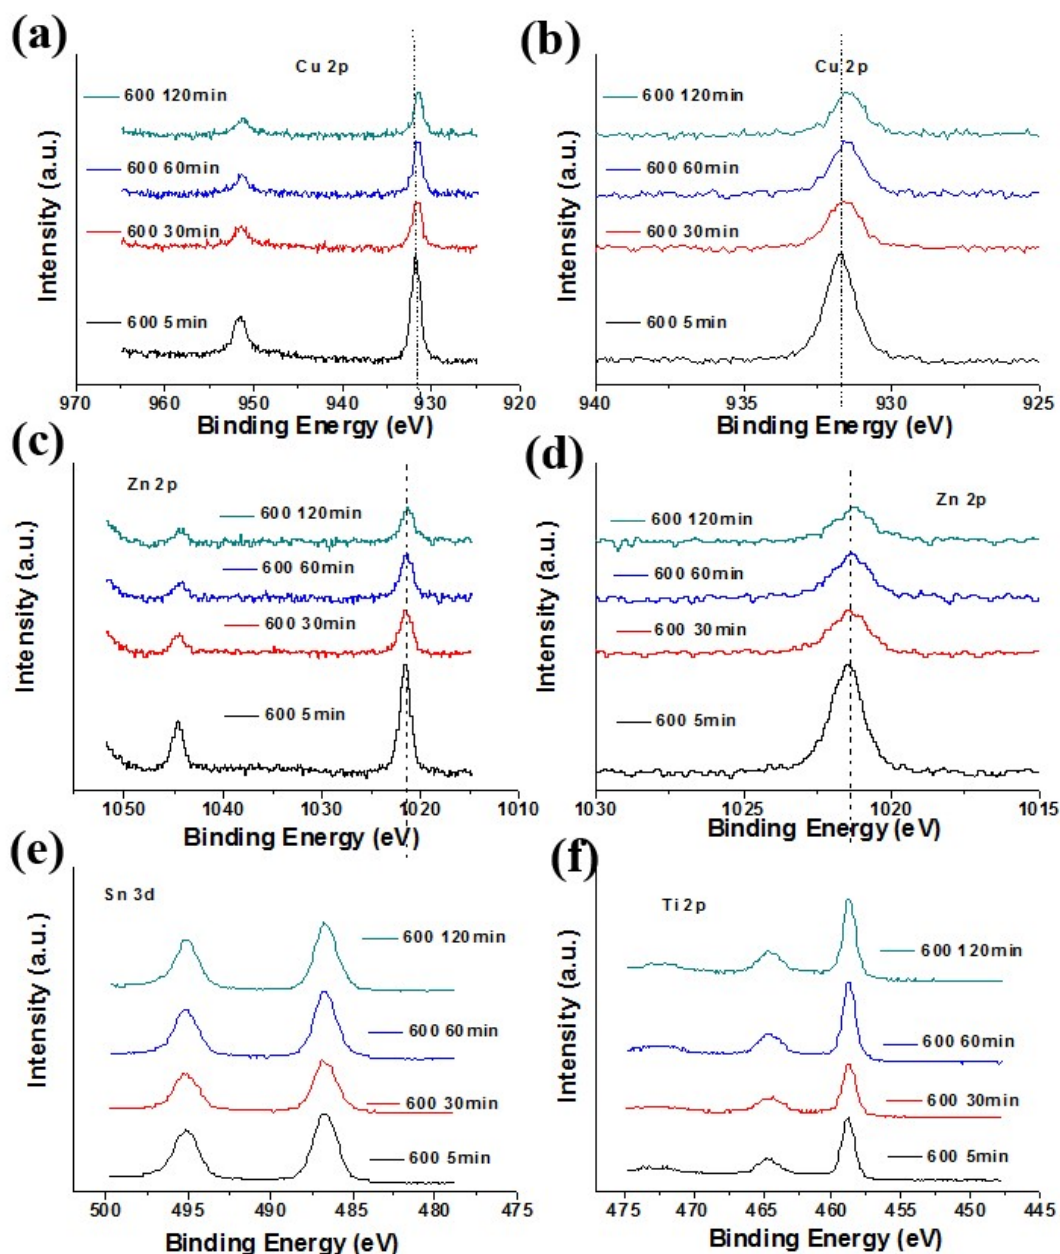 (a)
Cu 2p
600 120min
600 60min
600 30min
600 5min
Intensity (a.u.)
970 960 950 940 930 920
Binding Energy (eV)
(b)
Cu 2p
600 120min
600 60min
600 30min
600 5min
Intensity (a.u.)
940 935 930 925
Binding Energy (eV)
(c)
Zn 2p
600 120min
600 60min
600 30min
600 5min
Intensity (a.u.)
1050 1040 1030 1020 1010
Binding Energy (eV)
(d)
Zn 2p
600 120min
600 60min
600 30min
600 5min
Intensity (a.u.)
1030 1025 1020 1015
Binding Energy (eV)
(e)
Sn 3d
600 120min
600 60min
600 30min
600 5min
Intensity (a.u.)
500 495 490 485 480 475
Binding Energy (eV)
(f)
Ti 2p
600 120min
600 60min
600 30min
600 5min
Intensity (a.u.)
475 470 465 460 455 450 445
Binding Energy (eV)